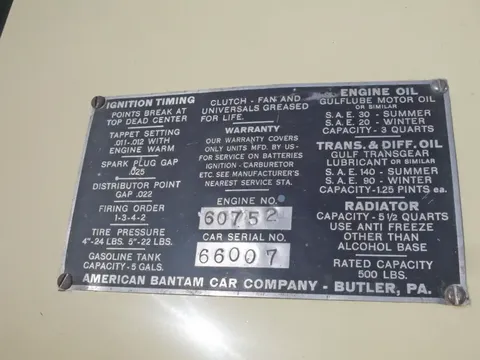 IGNITION TIMING
POINTS BREAK AT
TOP DEAD CENTER
TAPPET SETTING
.011-.012 WITH
ENGINE WARM
SPARK PLUG GAP
.025
DISTRIBUTOR POINT
GAP .022
FIRING ORDER
1-3-4-2
TIRE PRESSURE
4"-24 LBS. 5"-22 LBS.
GASOLINE TANK
CAPACITY - 5 GALS.
CLUTCH - FAN AND
UNIVERSALS GREASED
FOR LIFE.
WARRANTY
OUR WARRANTY COVERS
ONLY UNITS MFD. BY US-
FOR SERVICE ON BATTERIES
IGNITION - CARBURETOR
ETC. SEE MANUFACTURER'S
NEAREST SERVICE STA.
ENGINE NO.
60752
CAR SERIAL NO.
66007
ENGINE OIL
GULFLUBE MOTOR OIL
OR SIMILAR
S.A.E. 30 - SUMMER
S.A.E. 20 - WINTER
CAPACITY - 3 QUARTS
TRANS. & DIFF. OIL
GULF TRANSGEAR
LUBRICANT OR SIMILAR
S.A.E. 140 - SUMMER
S.A.E. 90 - WINTER
CAPACITY - 1.25 PINTS ea.
RADIATOR
CAPACITY - 5 1/2 QUARTS
USE ANTI FREEZE
OTHER THAN
ALCOHOL BASE
RATED CAPACITY
500 LBS.
AMERICAN BANTAM CAR COMPANY - BUTLER, PA.